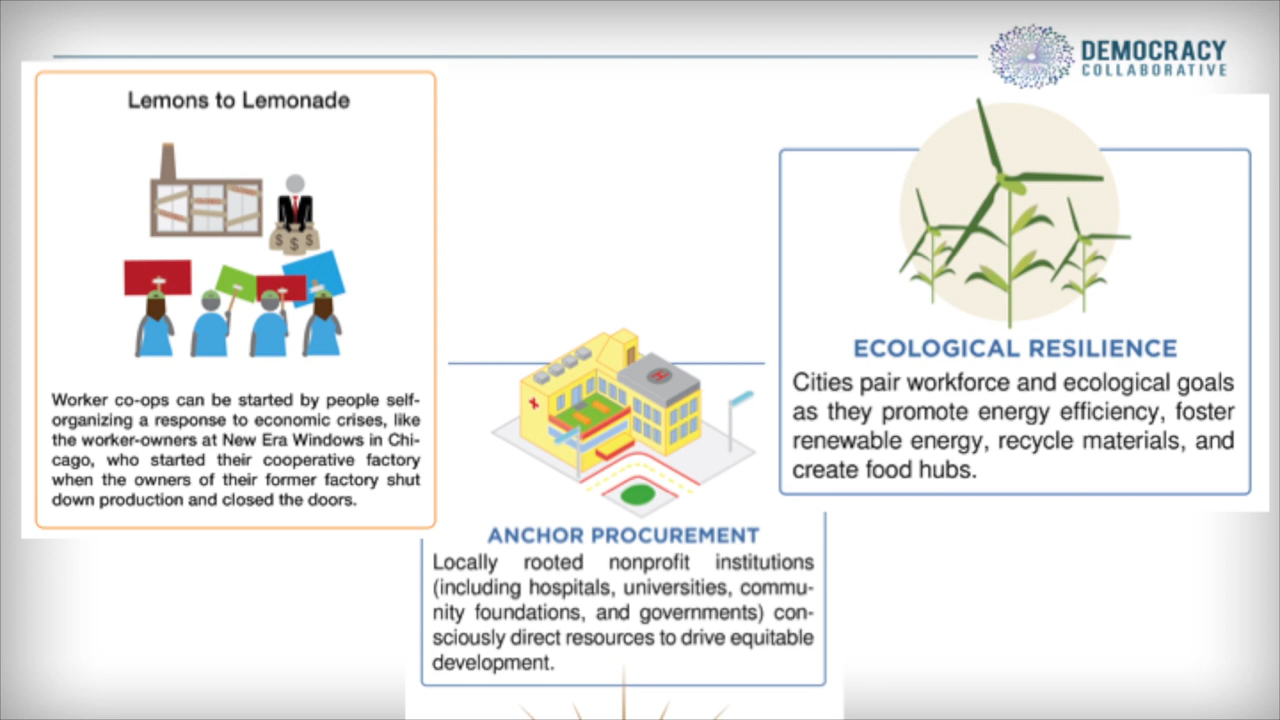 DEMOCRACY
COLLABORATIVE
Lemons to Lemonade
$ $ $
Worker co-ops can be started by people self-
organizing a response to economic crises, like
the worker-owners at New Era Windows in Chi-
cago, who started their cooperative factory
when the owners of their former factory shut
down production and closed the doors.
H
ANCHOR PROCUREMENT
Locally rooted nonprofit institutions
(including hospitals, universities, commu-
nity foundations, and governments) con-
sciously direct resources to drive equitable
development.
ECOLOGICAL RESILIENCE
Cities pair workforce and ecological goals
as they promote energy efficiency, foster
renewable energy, recycle materials, and
create food hubs.